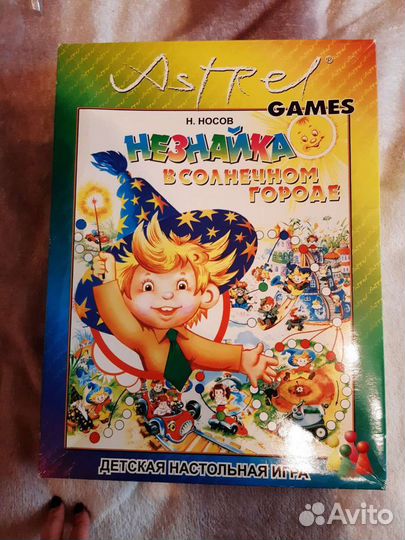 Astrel®
GAMES
Н. НОСОВ
НЕЗНАЙКА
В СОЛНЕЧНОМ
ГОРОДЕ
ДЕТСКАЯ НАСТОЛЬНАЯ ИГРА
Avito